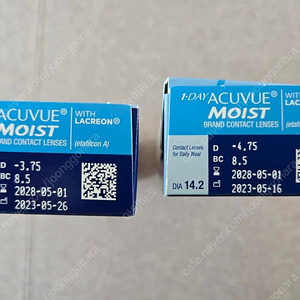 ACUVUE® WITH LACREON®
MOIST
BRAND CONTACT LENSES (etafilcon A)
D -3.75
BC 8.5
2028-05-01
2023-05-26
1-DAY ACUVUE® WITH LACREON®
MOIST
BRAND CONTACT LENSES (etafilcon A)
Contact Lenses
for Daily Wear
DIA 14.2
D -4.75
BC 8.5
2028-05-01
2023-05-16